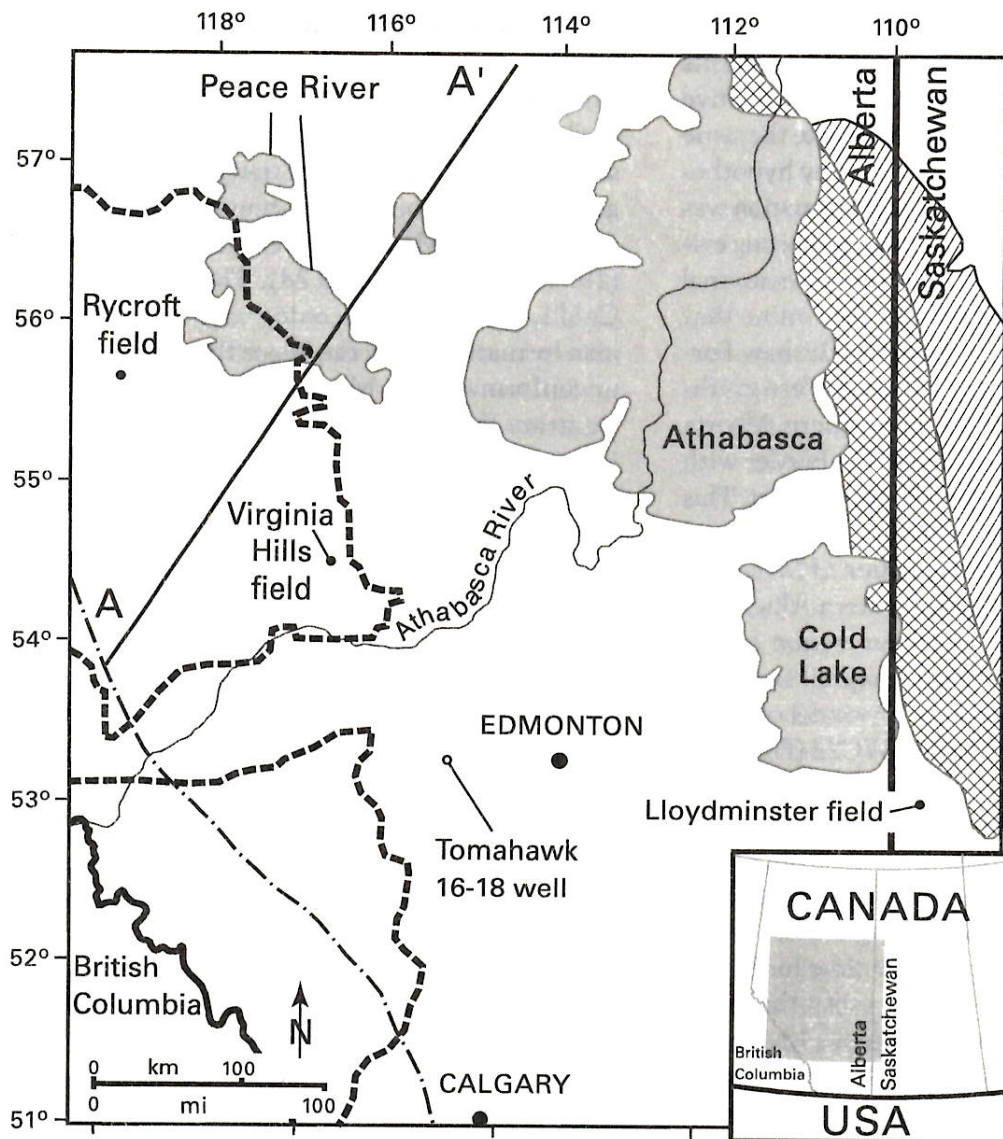 118° 116° 114° 112° 110°
Peace River
A'
Alberta
Saskatchewan
57°
56°
Rycroft
field
Athabasca
55°
Virginia
Hills
field
Athabasca River
A
54°
Cold
Lake
EDMONTON
53°
Lloydminster field
Tomahawk
16-18 well
52°
British
Columbia
N
0 km 100
0 mi 100
CALGARY
51°
CANADA
Alberta
Saskatchewan
British
Columbia
USA